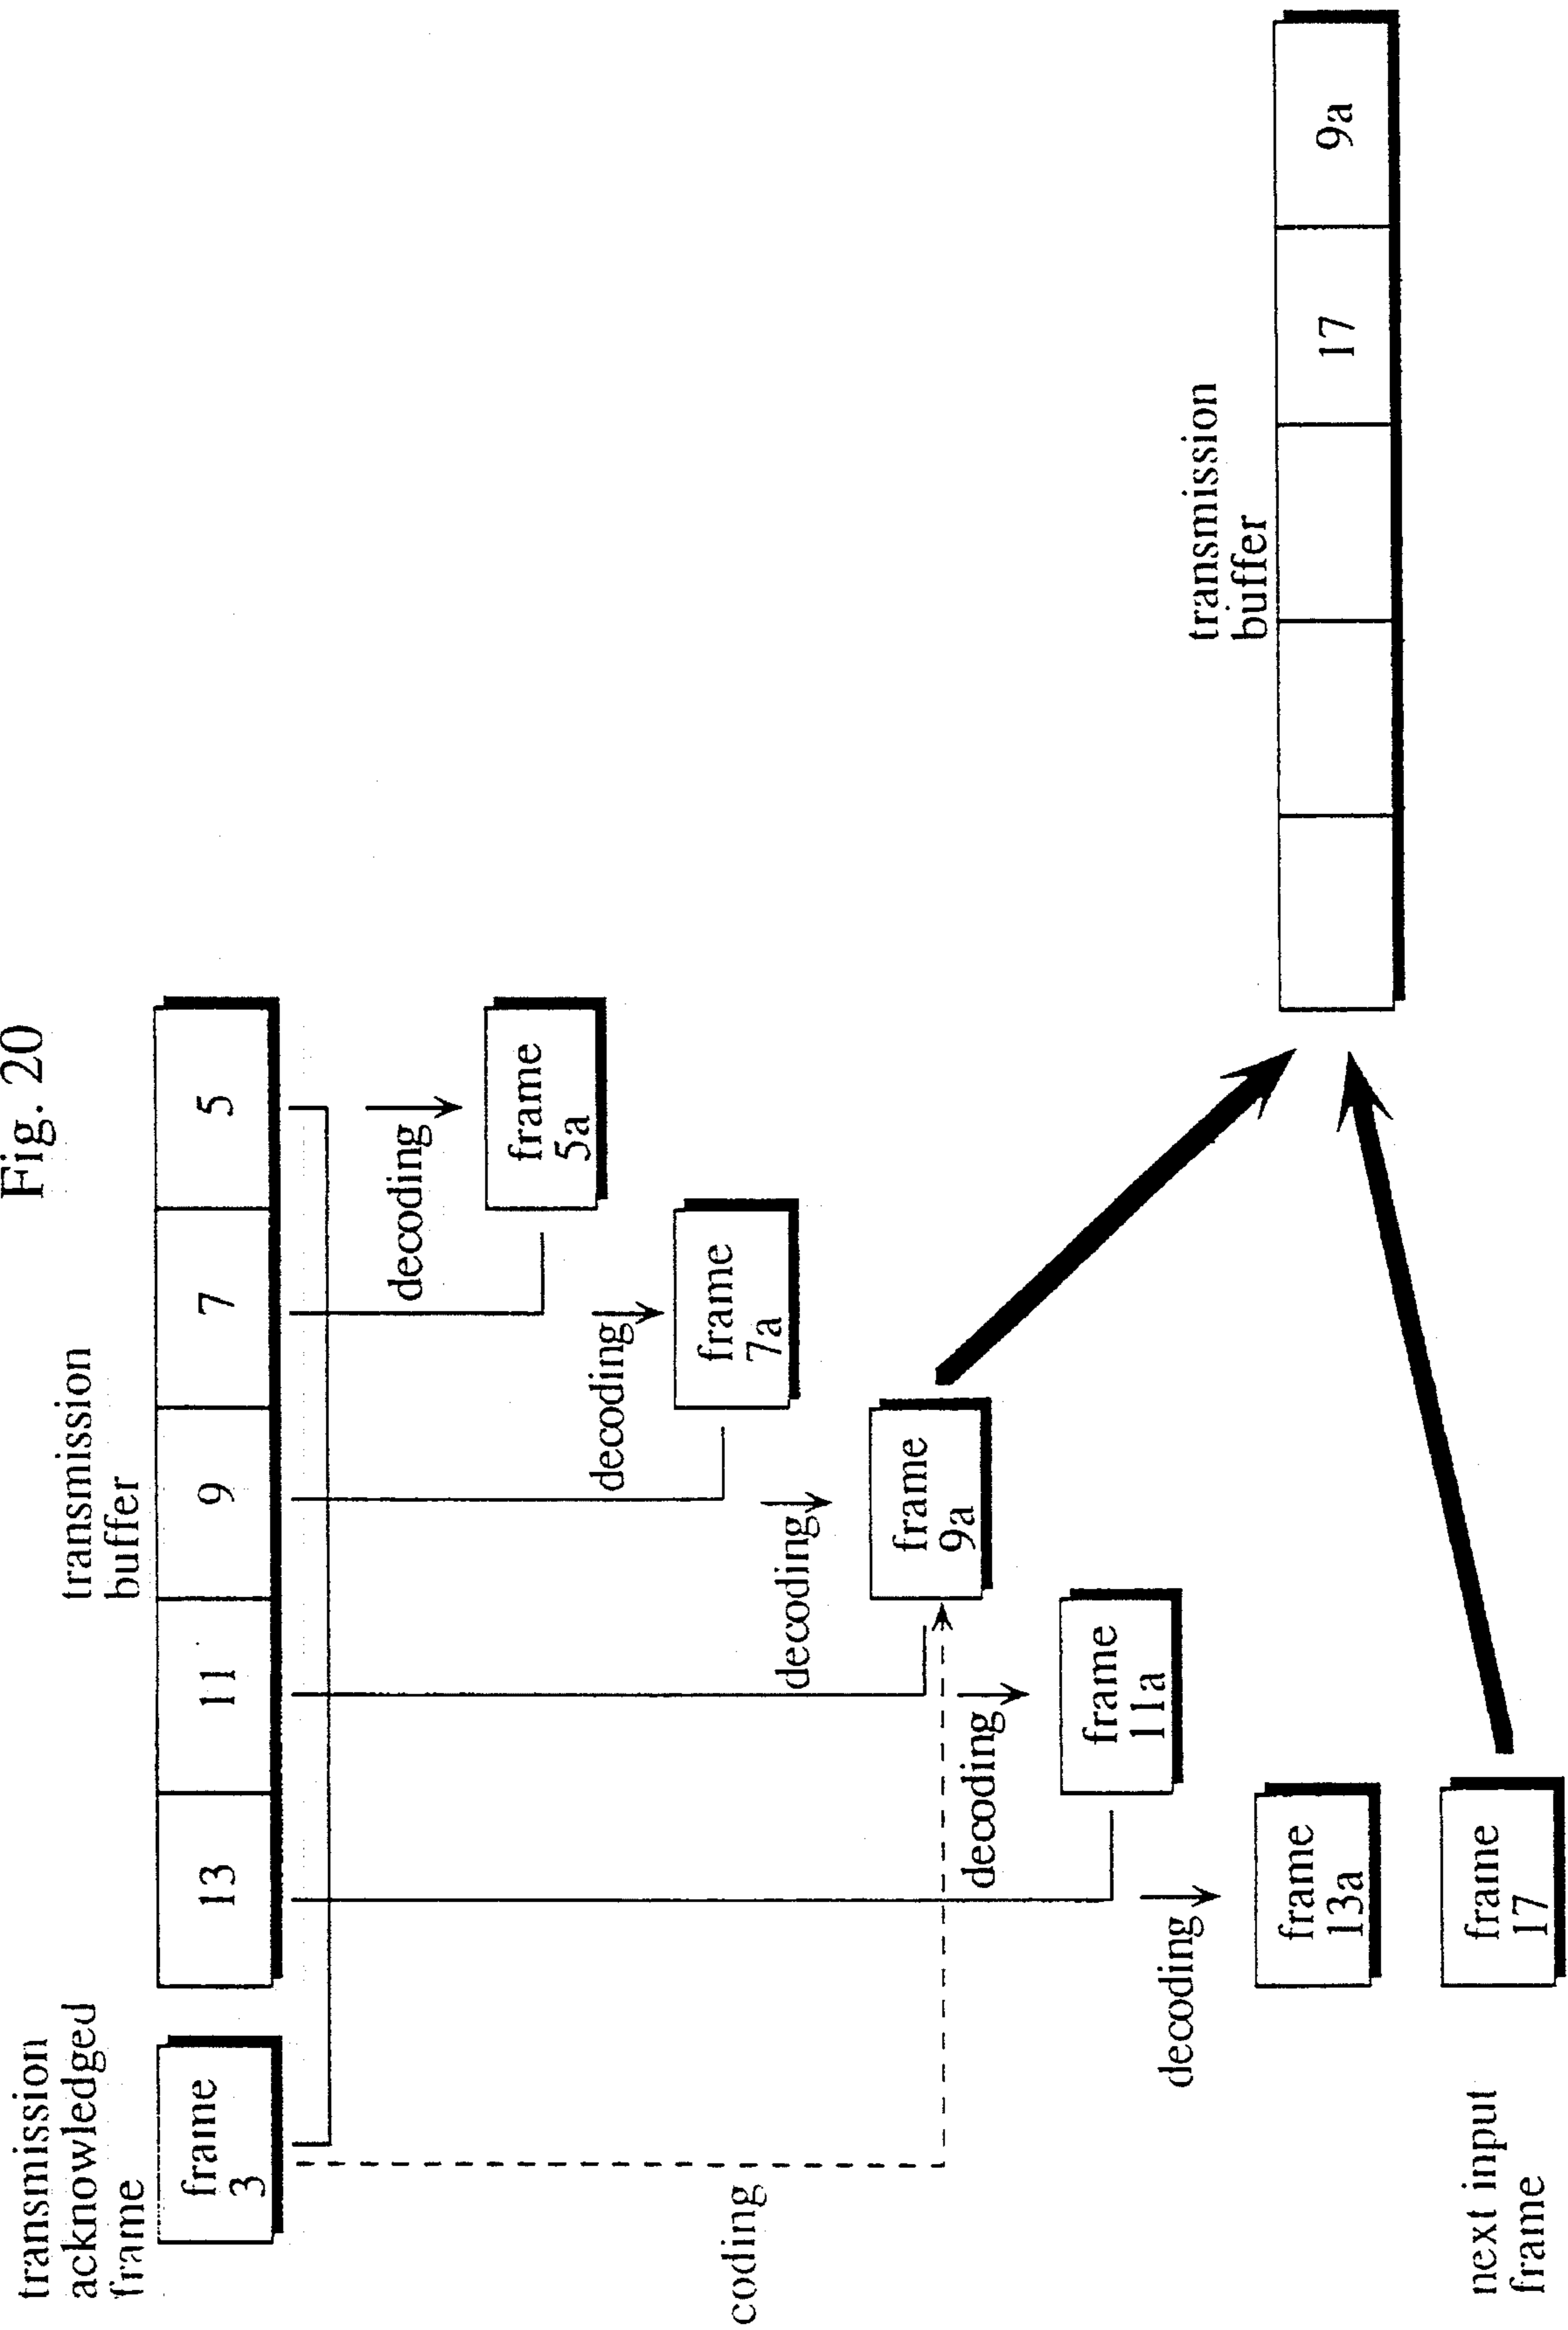 Fig. 20
transmission
acknowledged
frame
frame
3
transmission
buffer
13
11
9
7
5
decoding
frame
5a
decoding
frame
7a
decoding
frame
9a
decoding
frame
11a
decoding
frame
13a
coding
next input
frame
frame
17
transmission
buffer
17
9a